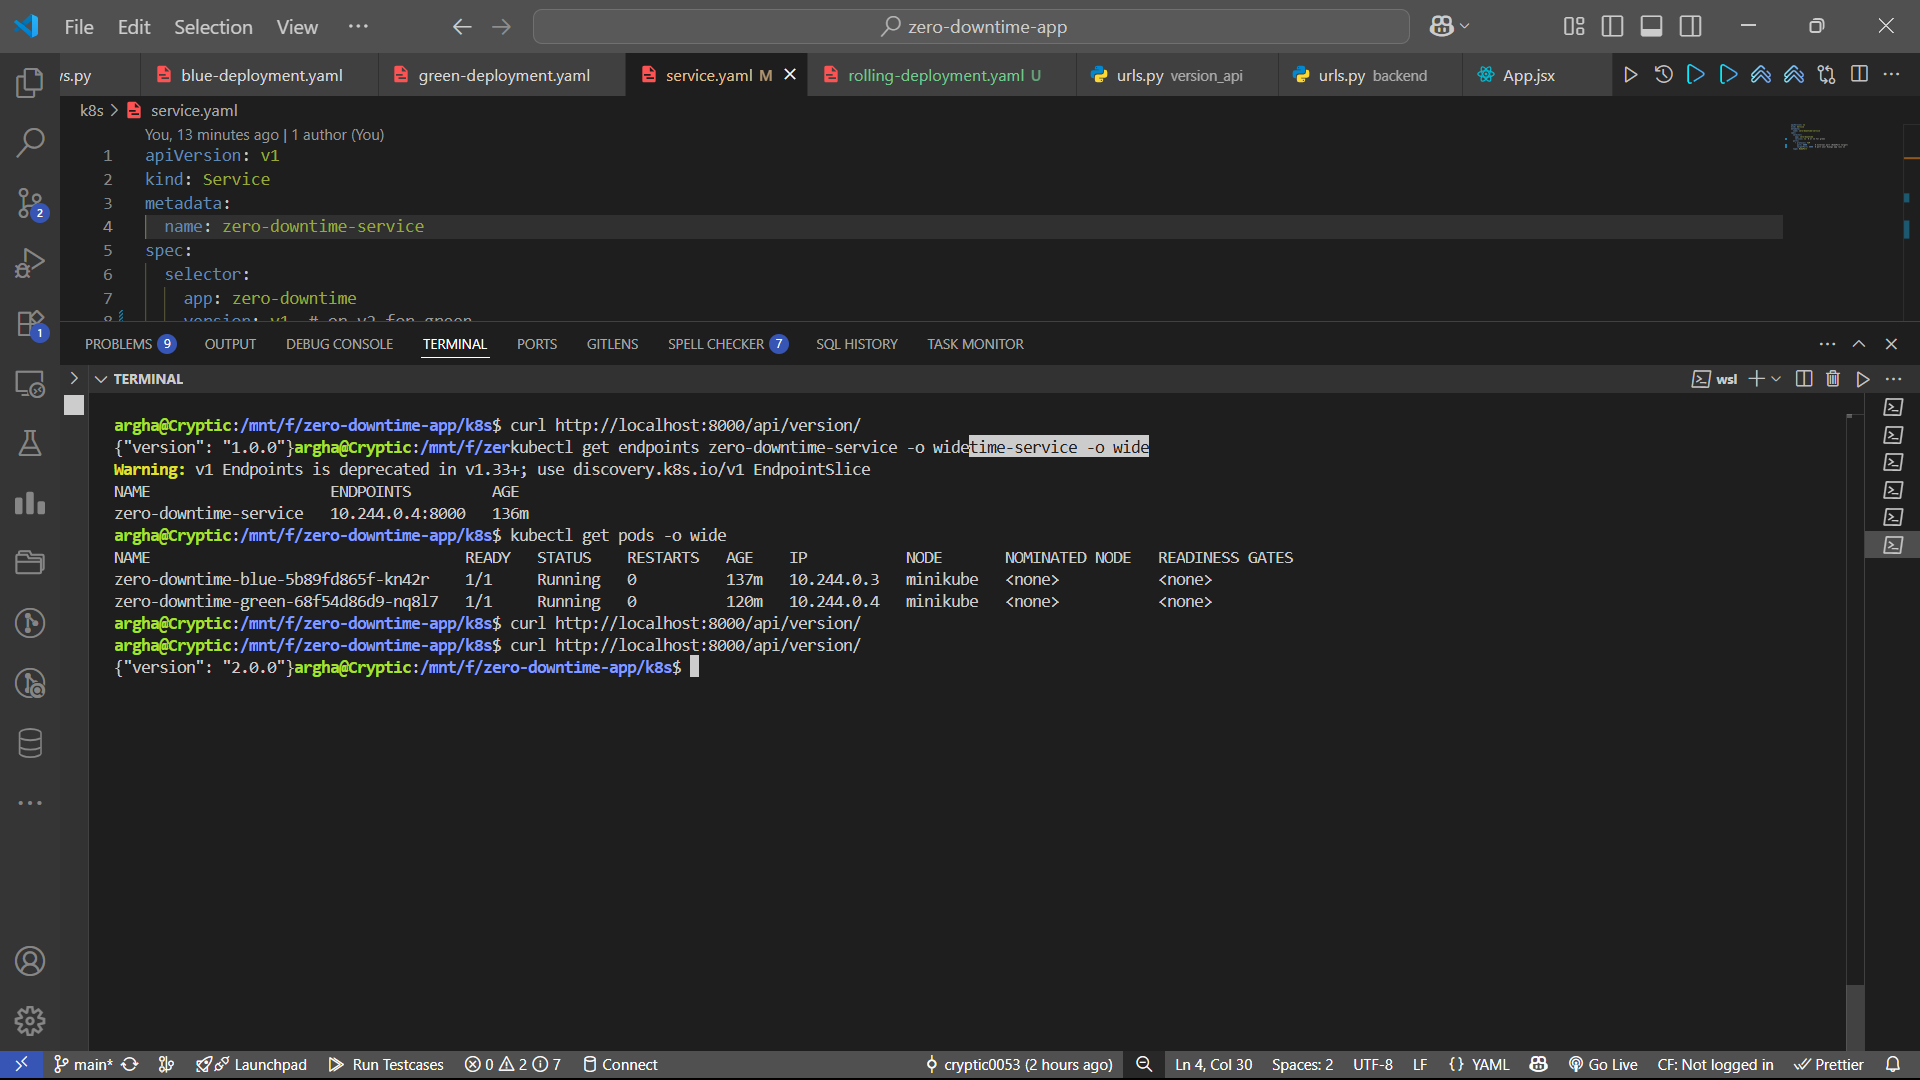 File Edit Selection View ··· zero-downtime-app
vs.py blue-deployment.yaml green-deployment.yaml service.yaml M rolling-deployment.yaml U urls.py version_api urls.py backend App.jsx
k8s > service.yaml
You, 13 minutes ago | 1 author (You)
1 apiVersion: v1
2 kind: Service
3 metadata:
4 name: zero-downtime-service
5 spec:
6 selector:
7 app: zero-downtime
8 version: v1 # on v2 for green
PROBLEMS 9 OUTPUT DEBUG CONSOLE TERMINAL PORTS GITLENS SPELL CHECKER 7 SQL HISTORY TASK MONITOR
TERMINAL wsl
argha@Cryptic:/mnt/f/zero-downtime-app/k8s$ curl http://localhost:8000/api/version/
{"version": "1.0.0"}argha@Cryptic:/mnt/f/zerkubectl get endpoints zero-downtime-service -o widetime-service -o wide
Warning: v1 Endpoints is deprecated in v1.33+; use discovery.k8s.io/v1 EndpointSlice
NAME ENDPOINTS AGE
zero-downtime-service 10.244.0.4:8000 136m
argha@Cryptic:/mnt/f/zero-downtime-app/k8s$ kubectl get pods -o wide
NAME READY STATUS RESTARTS AGE IP NODE NOMINATED NODE READINESS GATES
zero-downtime-blue-5b89fd865f-kn42r 1/1 Running 0 137m 10.244.0.3 minikube <none> <none>
zero-downtime-green-68f54d86d9-nq8l7 1/1 Running 0 120m 10.244.0.4 minikube <none> <none>
argha@Cryptic:/mnt/f/zero-downtime-app/k8s$ curl http://localhost:8000/api/version/
argha@Cryptic:/mnt/f/zero-downtime-app/k8s$ curl http://localhost:8000/api/version/
{"version": "2.0.0"}argha@Cryptic:/mnt/f/zero-downtime-app/k8s$
2
1
main* Launchpad Run Testcases 0 2 7 Connect cryptic0053 (2 hours ago) Ln 4, Col 30 Spaces: 2 UTF-8 LF {} YAML Go Live CF: Not logged in Prettier